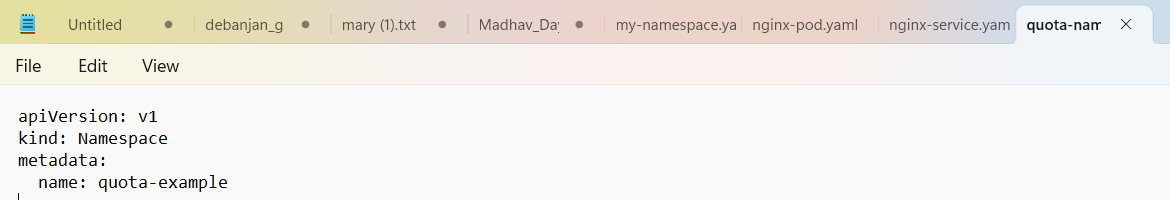 Untitled debanjan_g mary (1).txt Madhav_Da my-namespace.ya nginx-pod.yaml nginx-service.yam quota-nam
File Edit View
apiVersion: v1
kind: Namespace
metadata:
  name: quota-example